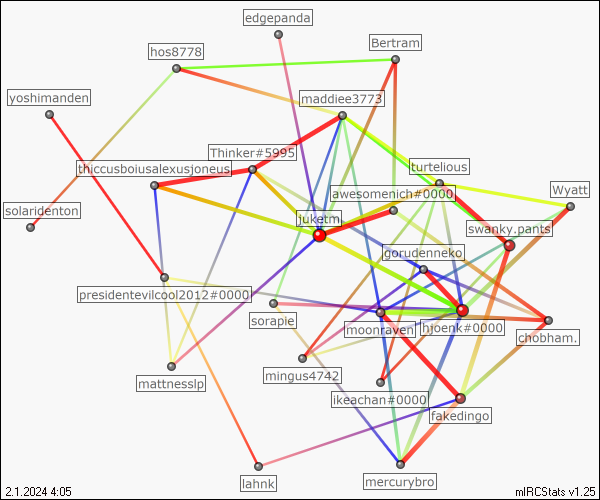 edgepanda
Bertram
hos8778
yoshimanden
maddiee3773
Thinker#5995
thiccusboiusalexusjoneus
turtelious
awesomenich#0000
Wyatt
solaridenton
juketm
swanky.pants
gorudenneko
presidentevilcool2012#0000
sorapie
moonraven
hjoenk#0000
chobham.
mattnesslp
mingus4742
ikeachan#0000
fakedingo
lahnk
mercurybro
2.1.2024 4:05
mIRCStats v1.25